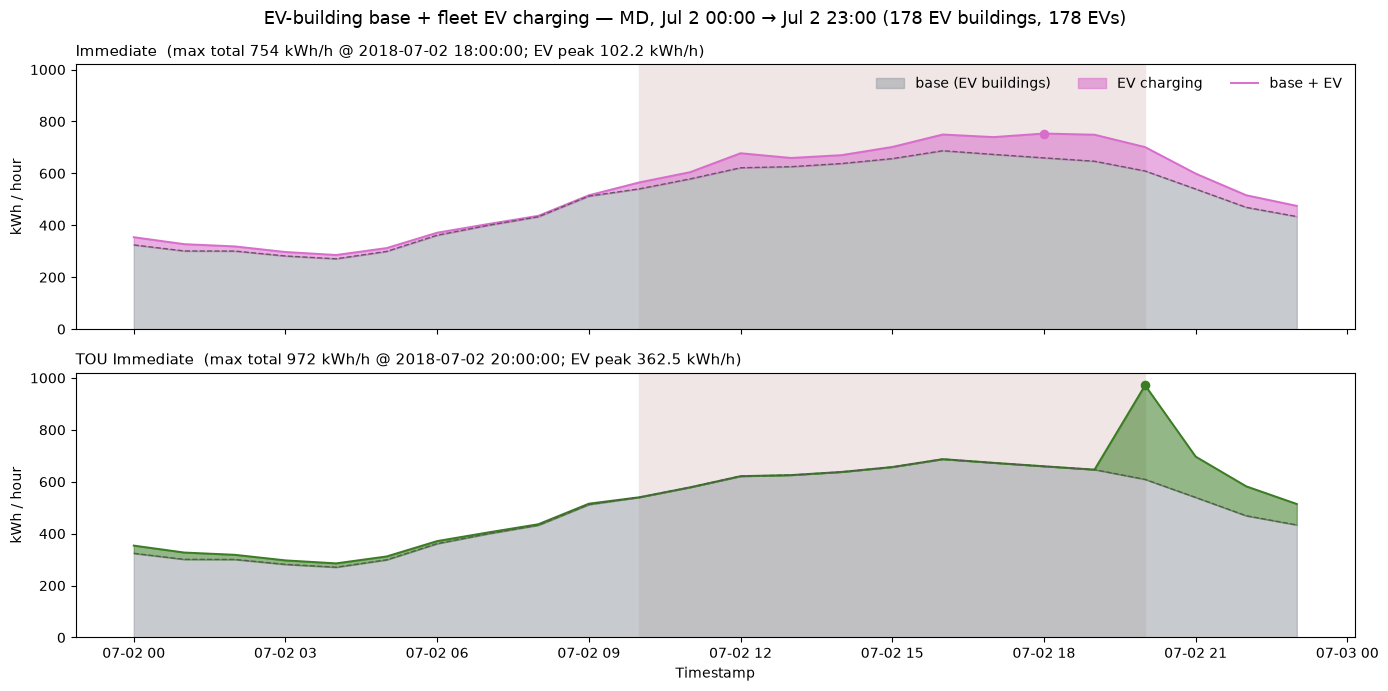 EV-building base + fleet EV charging — MD, Jul 2 00:00 → Jul 2 23:00 (178 EV buildings, 178 EVs)
Immediate  (max total 754 kWh/h @ 2018-07-02 18:00:00; EV peak 102.2 kWh/h)
base (EV buildings)
EV charging
base + EV
kWh / hour
1000
800
600
400
200
0
TOU Immediate  (max total 972 kWh/h @ 2018-07-02 20:00:00; EV peak 362.5 kWh/h)
kWh / hour
1000
800
600
400
200
0
07-02 00
07-02 03
07-02 06
07-02 09
07-02 12
07-02 15
07-02 18
07-02 21
07-03 00
Timestamp